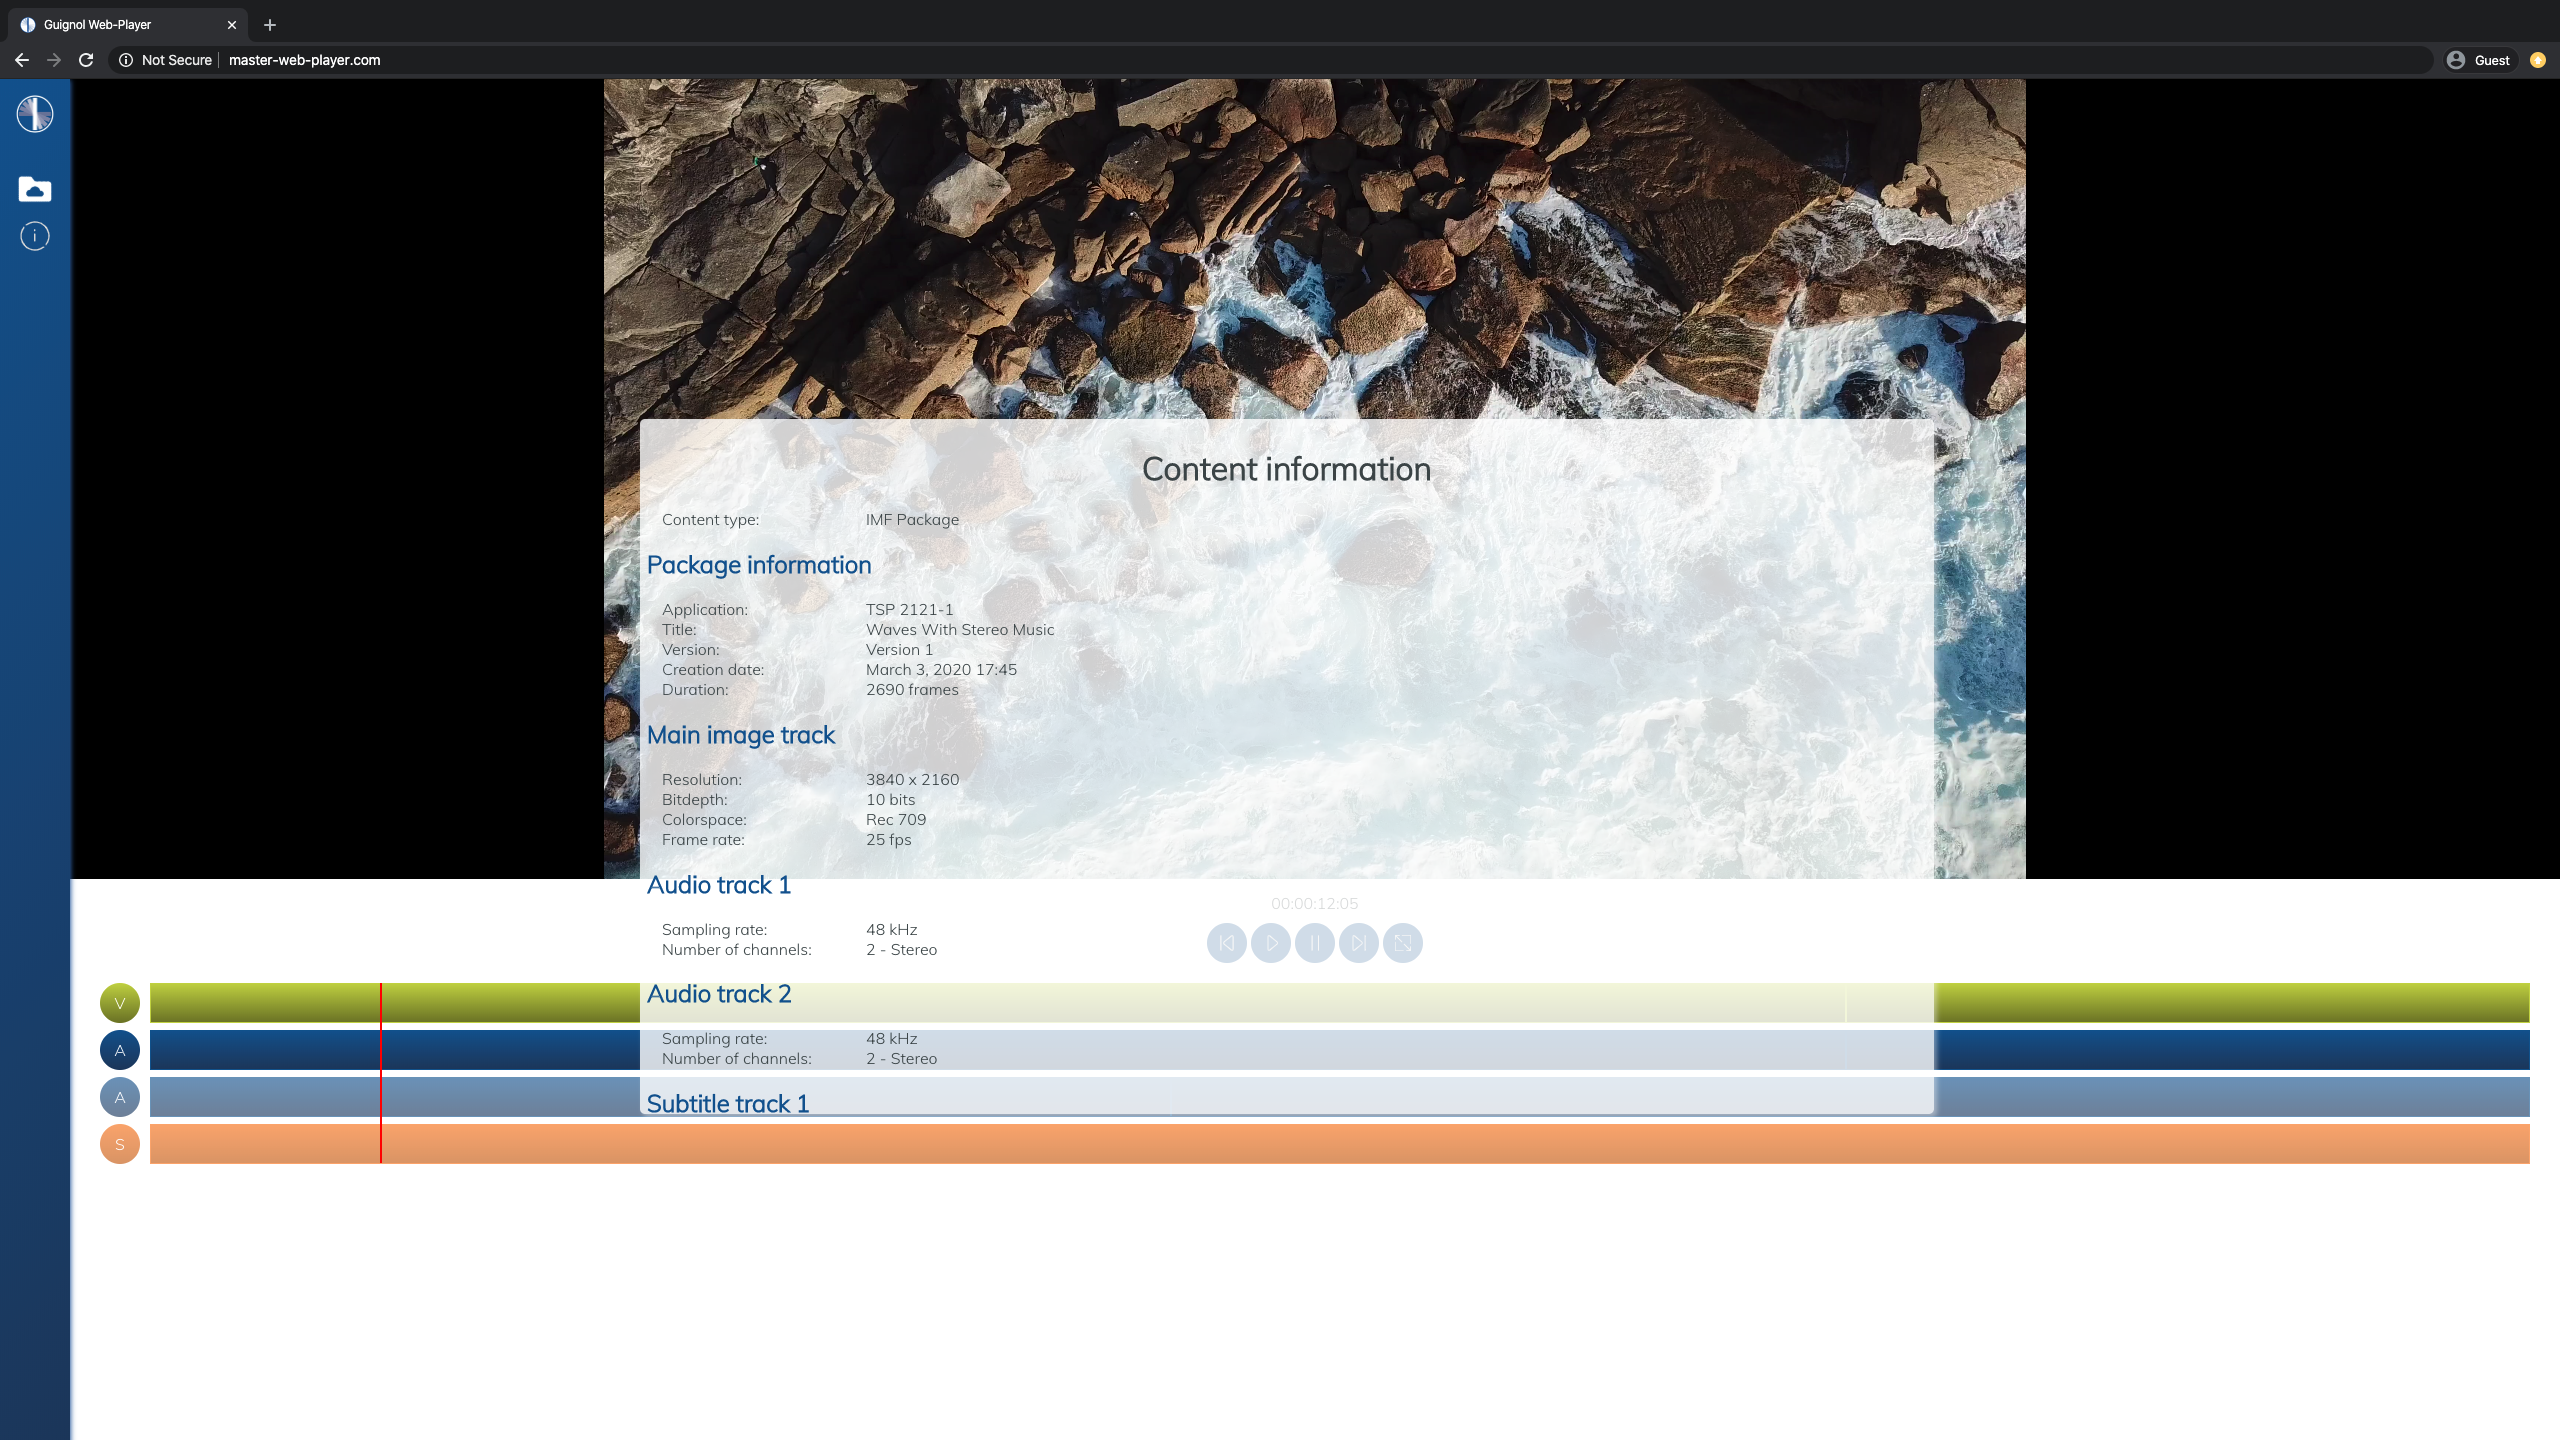 Guignol Web-Player
Not Secure
master-web-player.com
Guest
Content information
Content type: IMF Package
Package information
Application: TSP 2121-1
Title: Waves With Stereo Music
Version: Version 1
Creation date: March 3, 2020 17:45
Duration: 2690 frames
Main image track
Resolution: 3840 x 2160
Bitdepth: 10 bits
Colorspace: Rec 709
Frame rate: 25 fps
Audio track 1
00:00:12:05
Sampling rate: 48 kHz
Number of channels: 2 - Stereo
V
Audio track 2
A
Sampling rate: 48 kHz
Number of channels: 2 - Stereo
A
Subtitle track 1
S